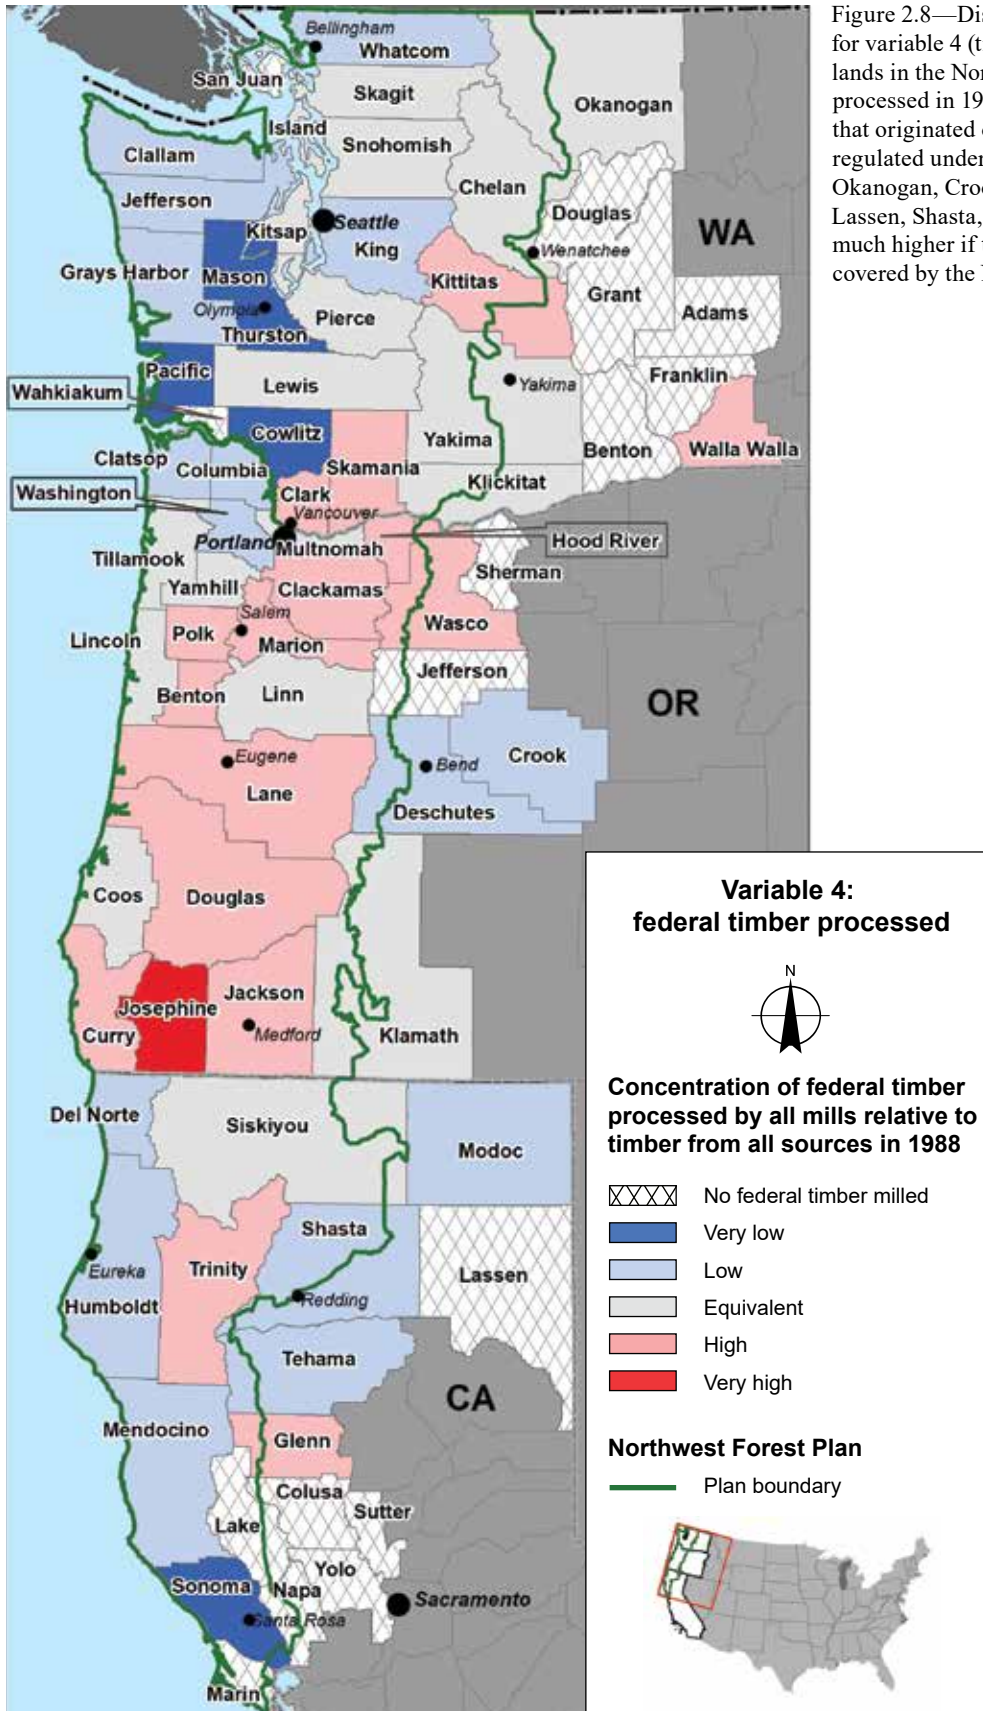 Figure 2.8—Dis
for variable 4 (t
lands in the Nor
processed in 19
that originated
regulated under
Okanogan, Croo
Lassen, Shasta,
much higher if
covered by the
Bellingham
Whatcom
San Juan
Skagit
Okanogan
Island
Snohomish
Clallam
Chelan
Jefferson
Douglas
Kitsap
Seattle
King
WA
Wenatchee
Grays Harbor
Mason
Kittitas
Grant
Olympia
Pierce
Adams
Thurston
Pacific
Lewis
Yakima
Franklin
Wahkiakum
Cowlitz
Yakima
Benton
Walla Walla
Clatsop
Columbia
Skamania
Klickitat
Washington
Clark
Vancouver
Portland
Multnomah
Hood River
Tillamook
Sherman
Yamhill
Clackamas
Salem
Wasco
Lincoln
Polk
Marion
Jefferson
Benton
Linn
OR
Eugene
Bend
Crook
Lane
Deschutes
Coos
Douglas
Josephine
Jackson
Curry
Medford
Klamath
Del Norte
Siskiyou
Modoc
Shasta
Trinity
Lassen
Eureka
Humboldt
Redding
Tehama
CA
Mendocino
Glenn
Colusa
Sutter
Lake
Yolo
Sonoma
Napa
Sacramento
Santa Rosa
Marin
Variable 4:
federal timber processed
N
Concentration of federal timber
processed by all mills relative to
timber from all sources in 1988
No federal timber milled
Very low
Low
Equivalent
High
Very high
Northwest Forest Plan
Plan boundary